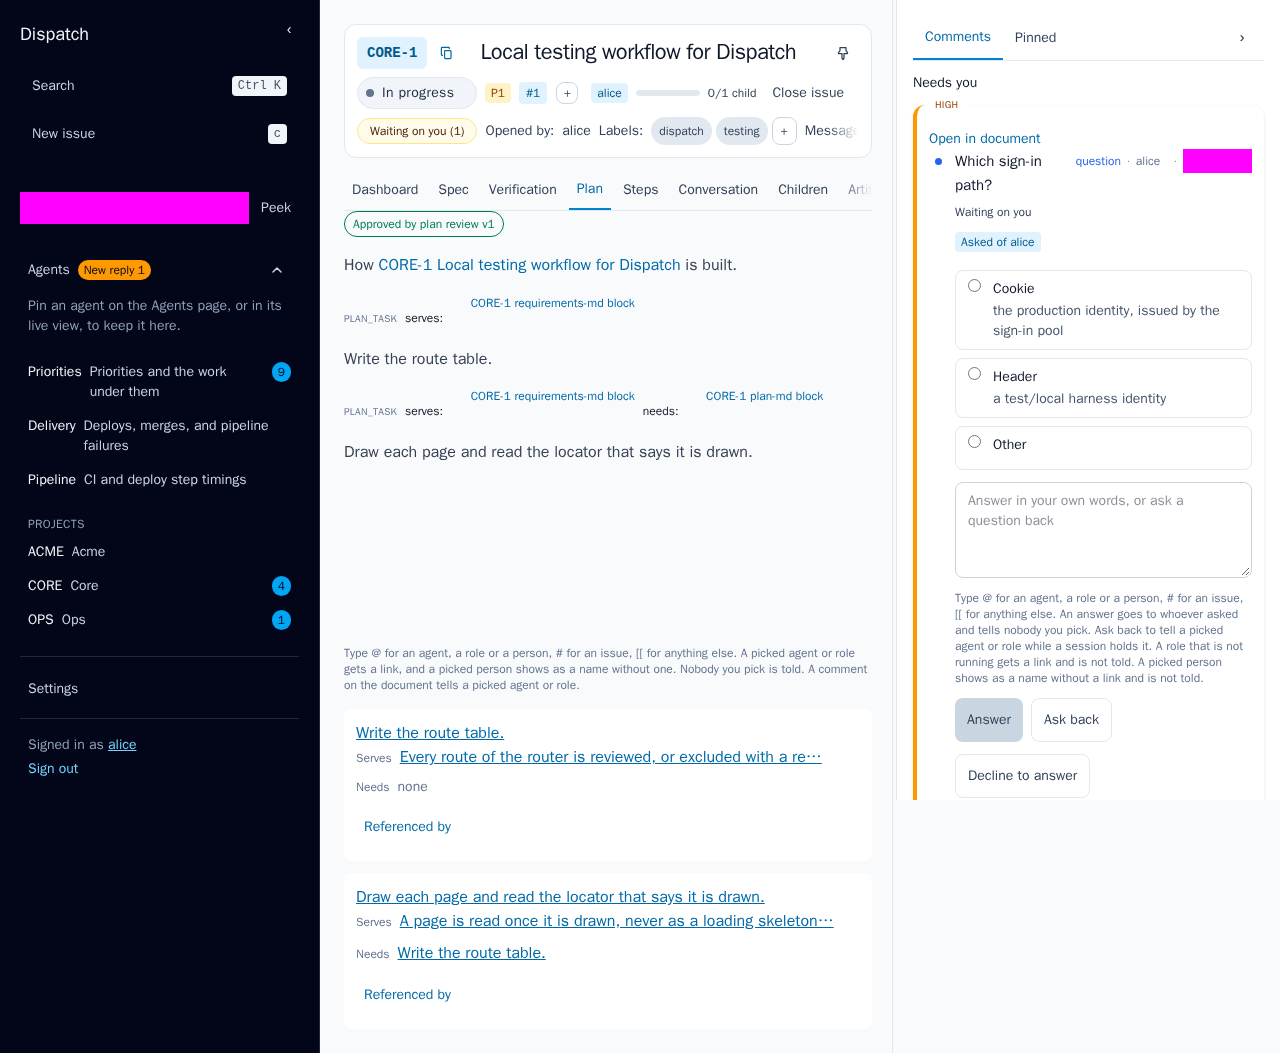 Dispatch
Search
Ctrl K
New issue
C
Peek
Agents
New reply 1
Pin an agent on the Agents page, or in its
live view, to keep it here.
Priorities
Priorities and the work
under them
9
Delivery
Deploys, merges, and pipeline
failures
Pipeline
CI and deploy step timings
PROJECTS
ACME Acme
CORE Core
4
OPS Ops
1
Settings
Signed in as alice
Sign out
CORE-1
Local testing workflow for Dispatch
In progress
P1
#1
+
alice
0/1 child
Close issue
Waiting on you (1)
Opened by: alice
Labels:
dispatch
testing
+
Message
Dashboard
Spec
Verification
Plan
Steps
Conversation
Children
Arti
Approved by plan review v1
How CORE-1 Local testing workflow for Dispatch is built.
PLAN_TASK serves: CORE-1 requirements-md block
Write the route table.
PLAN_TASK serves: CORE-1 requirements-md block needs: CORE-1 plan-md block
Draw each page and read the locator that says it is drawn.
Type @ for an agent, a role or a person, # for an issue, [[ for anything else. A picked agent or role
gets a link, and a picked person shows as a name without one. Nobody you pick is told. A comment
on the document tells a picked agent or role.
Write the route table.
Serves Every route of the router is reviewed, or excluded with a re…
Needs none
Referenced by
Draw each page and read the locator that says it is drawn.
Serves A page is read once it is drawn, never as a loading skeleton…
Needs Write the route table.
Referenced by
Comments
Pinned
Needs you
HIGH
Open in document
Which sign-in
path?
question · alice ·
Waiting on you
Asked of alice
Cookie
the production identity, issued by the
sign-in pool
Header
a test/local harness identity
Other
Answer in your own words, or ask a
question back
Type @ for an agent, a role or a person, # for an issue,
[[ for anything else. An answer goes to whoever asked
and tells nobody you pick. Ask back to tell a picked
agent or role while a session holds it. A role that is not
running gets a link and is not told. A picked person
shows as a name without a link and is not told.
Answer
Ask back
Decline to answer